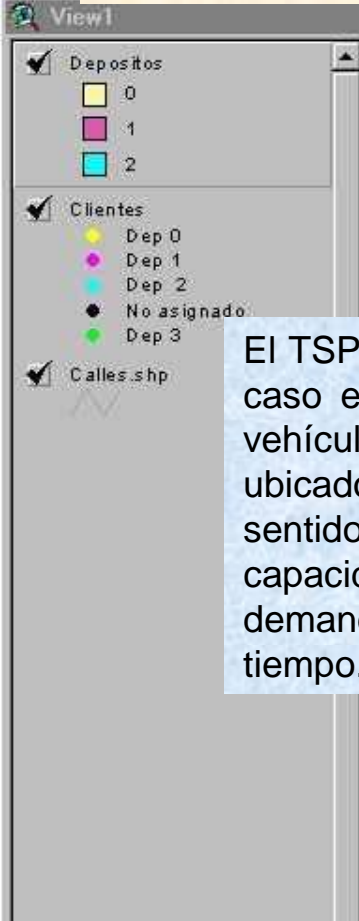 View1
Depositos
0
1
2
Clientes
Dep 0
Dep 1
Dep 2
No asignado
Dep 3
Calles.shp
El TSP
caso e
vehícul
ubicado
sentido
capacid
deman
tiempo.